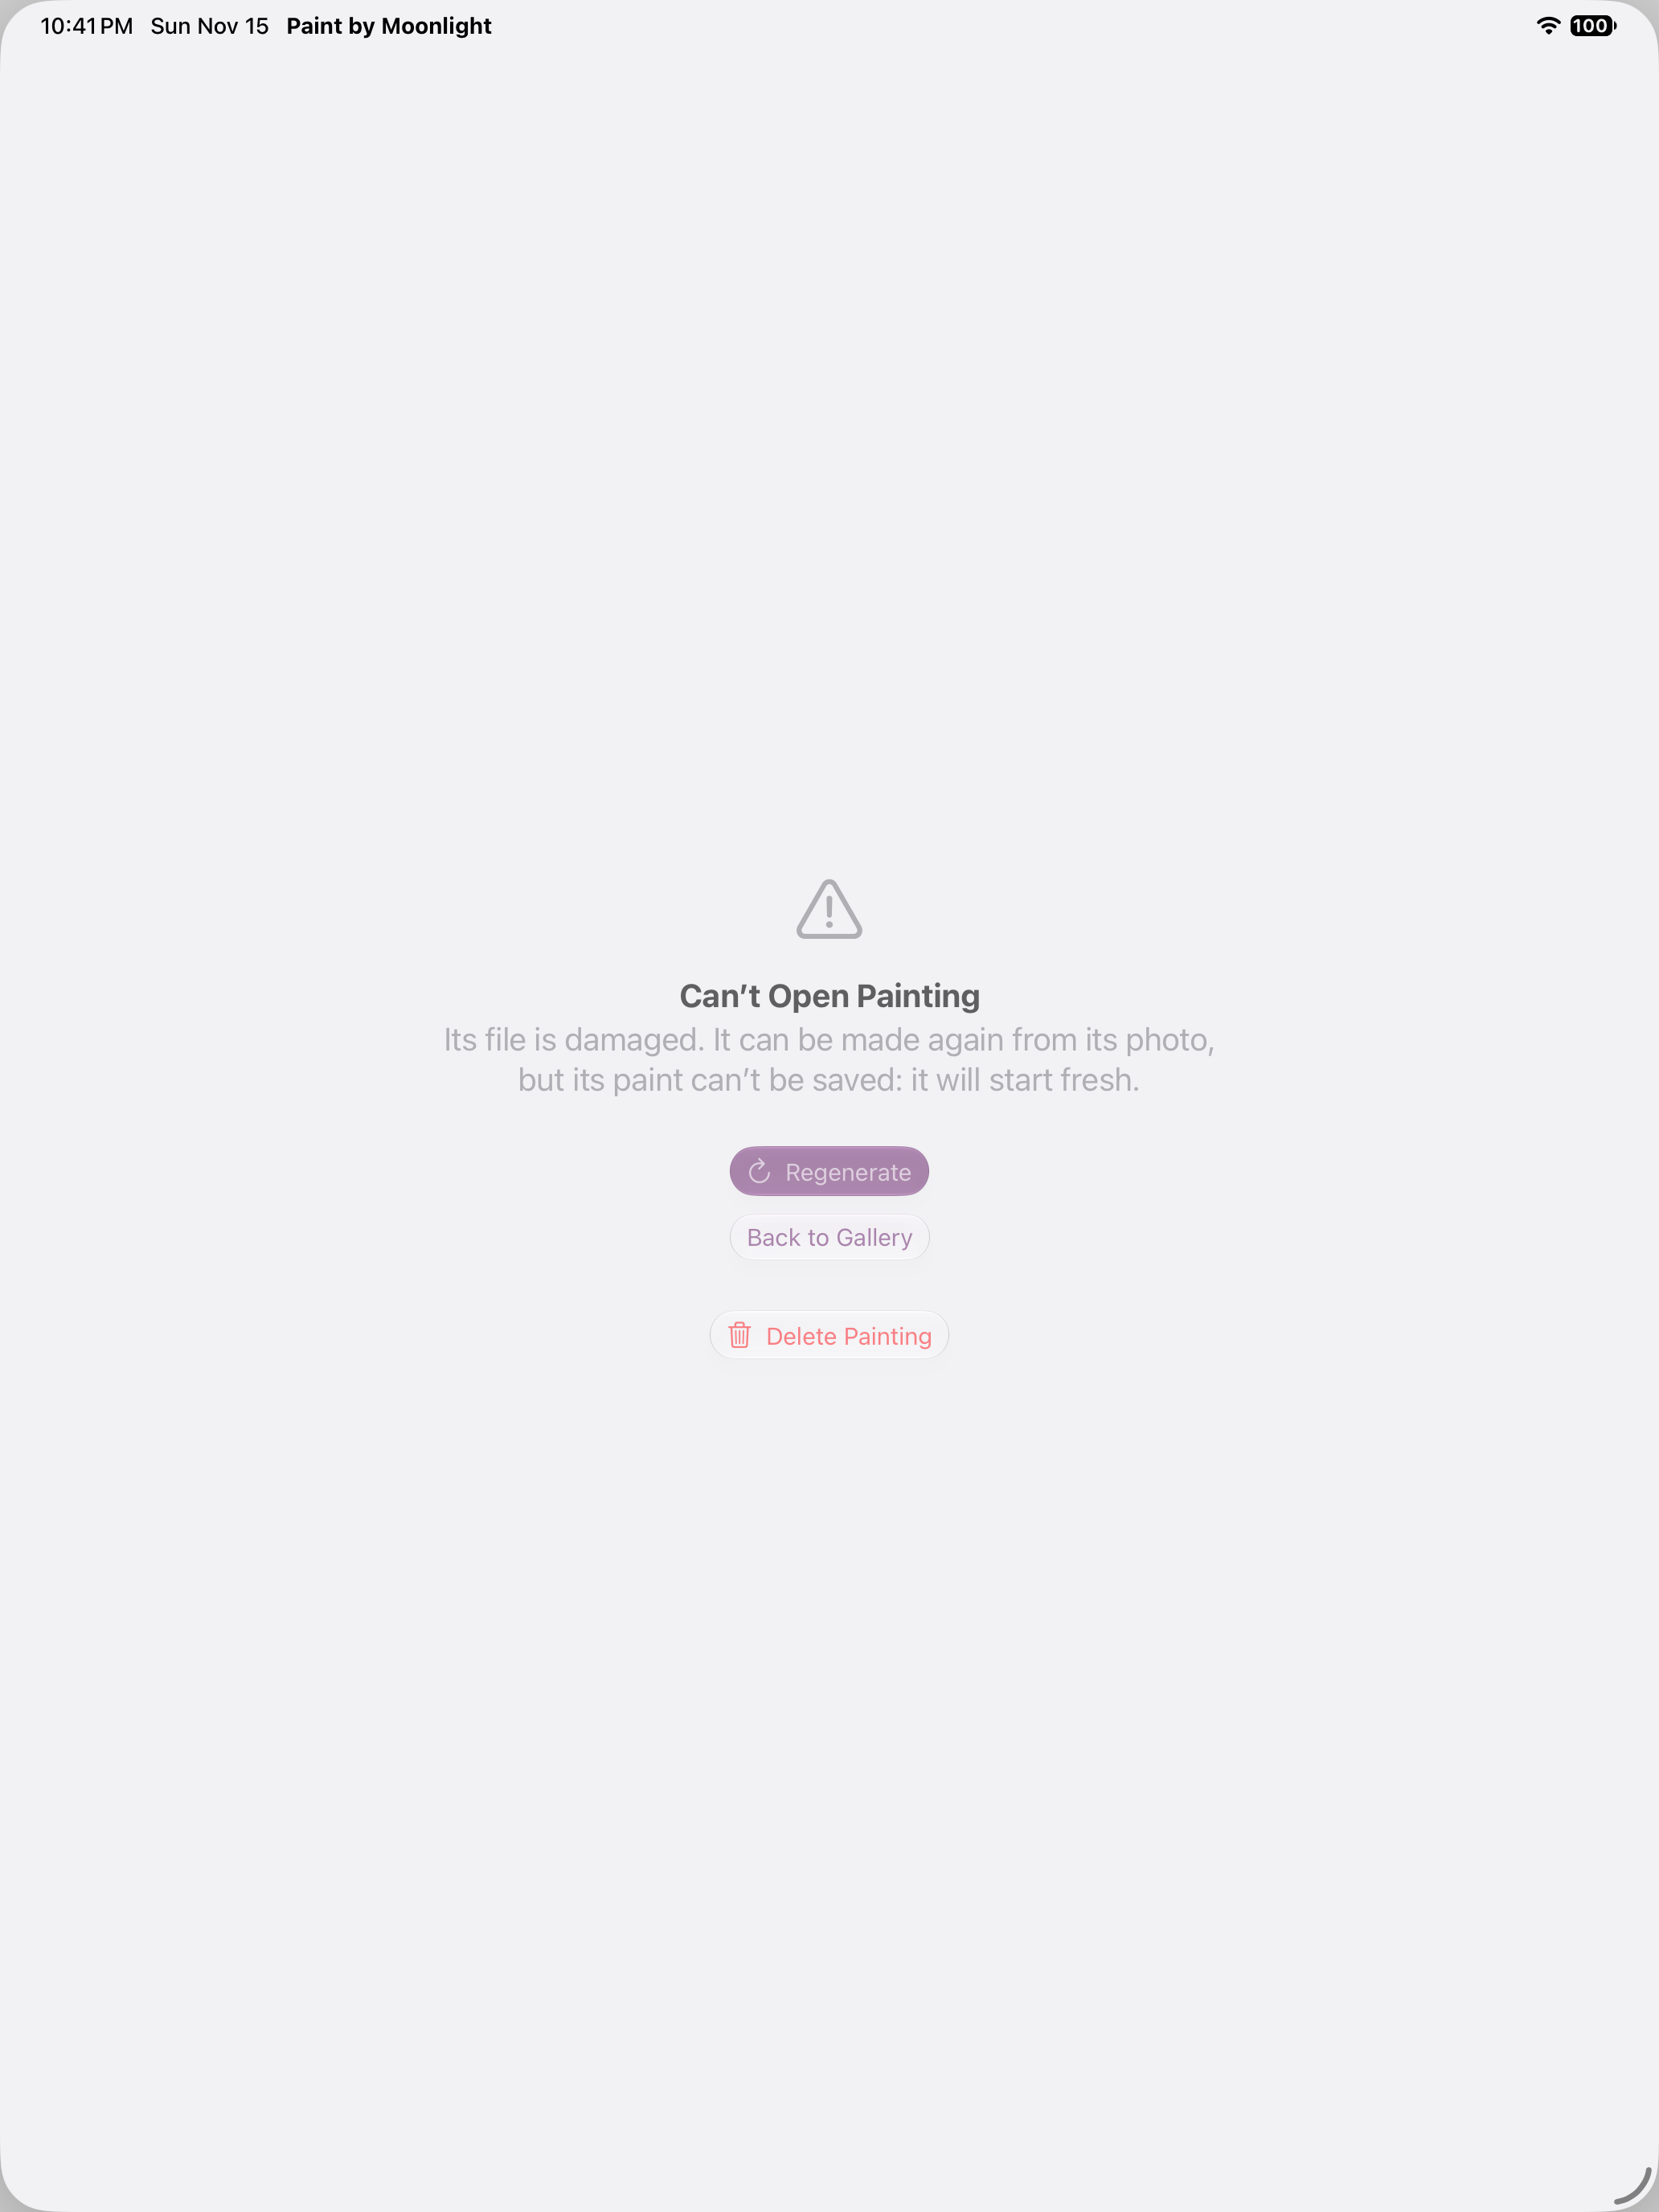 10:41 PM Sun Nov 15 Paint by Moonlight 100
Can’t Open Painting
Its file is damaged. It can be made again from its photo,
but its paint can’t be saved: it will start fresh.
Regenerate
Back to Gallery
Delete Painting